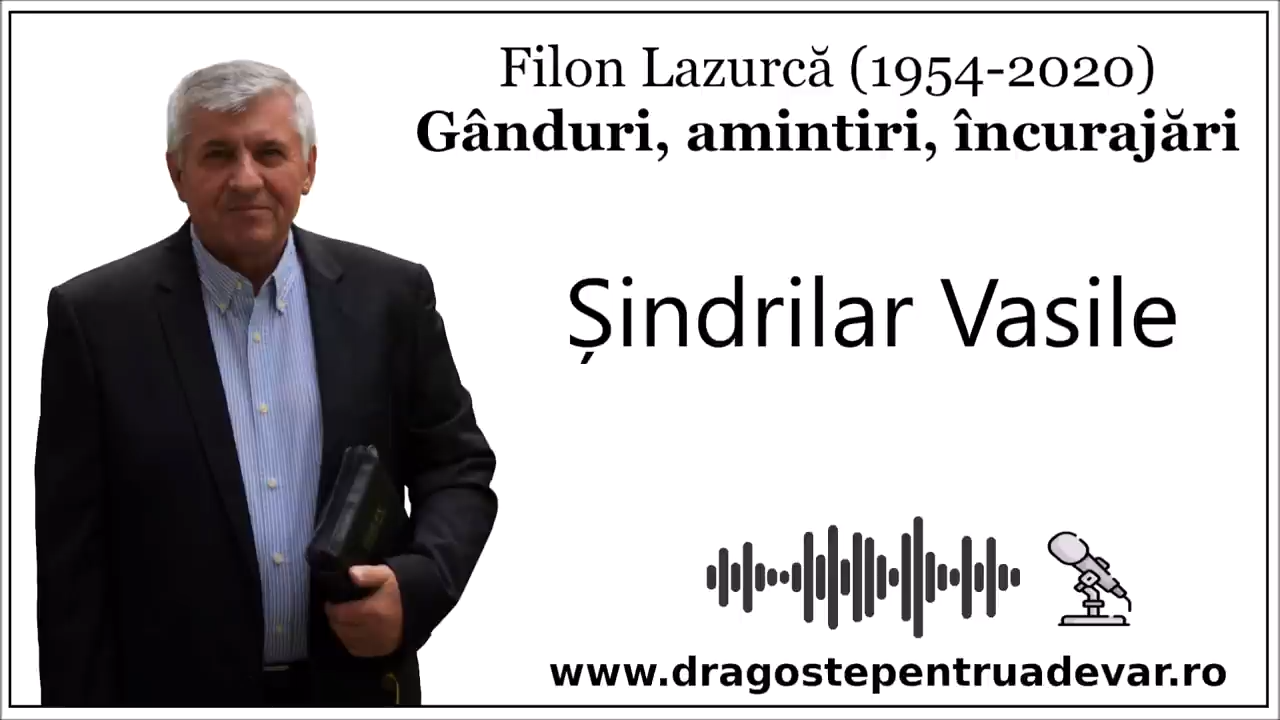 Filon Lazurcă (1954-2020)
Gânduri, amintiri, încurajări
Șindrilar Vasile
www.dragostepentruadevar.ro